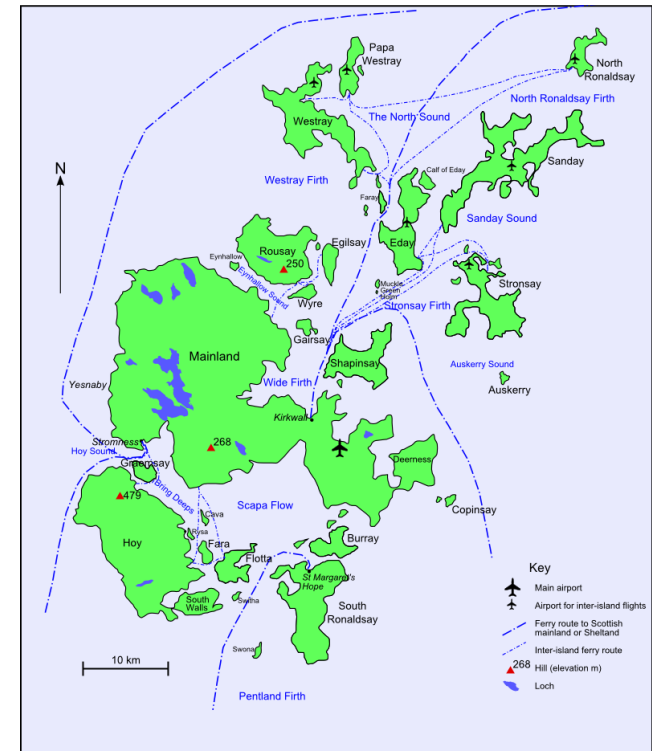 Papa
Westray
North
Ronaldsay
North Ronaldsay Firth
Westray
The North Sound
N
Sanday
Calf of Eday
Westray Firth
Faray
Sanday Sound
Egilsay
Eday
Rousay
250
Eynhallow
Eynhallow Sound
Stronsay
Muckle
Green
Holm
Wyre
Stronsay Firth
Gairsay
Mainland
Shapinsay
Auskerry Sound
Wide Firth
Yesnaby
Auskerry
Kirkwall
Stromness
268
Hoy Sound
Graemsay
Deerness
Bring Deeps
479
Scapa Flow
Copinsay
Cava
Rysa
Burray
Hoy
Fara
Flotta
St Margaret's
Hope
South
Walls
Switha
South
Ronaldsay
Swona
10 km
Pentland Firth
Key
Main airport
Airport for inter-island flights
Ferry route to Scottish
mainland or Sheltand
Inter-island ferry route
268 Hill (elevation m)
Loch